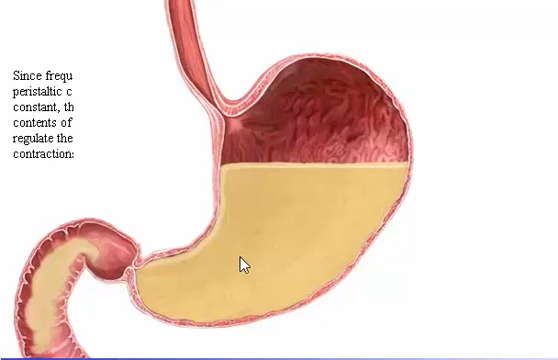 Since frequ
peristaltic c
constant, th
contents of
regulate the
contraction: